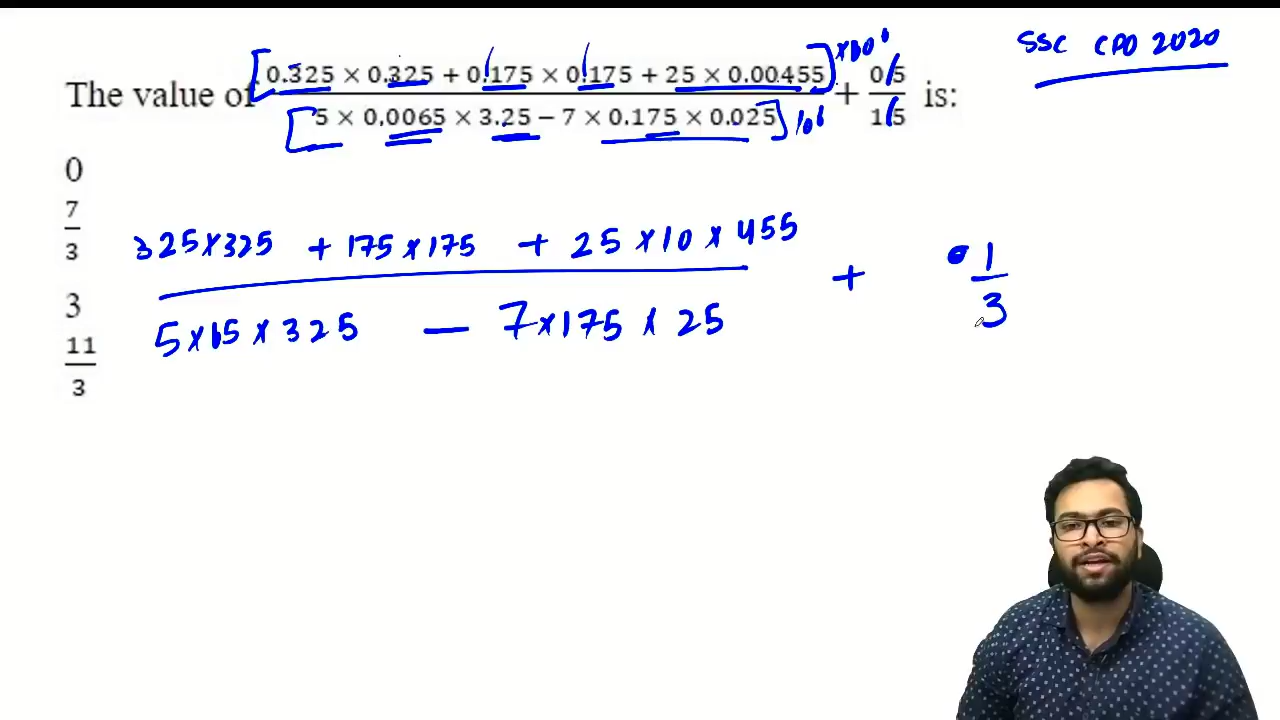 SSC CPO 2020
The value of [0.325 × 0.325 + 0.175 × 0.175 + 25 × 0.00455] ×10⁶ / [5 × 0.0065 × 3.25 − 7 × 0.175 × 0.025] 10⁶ + 0.5/1.5 is:
0
7/3
3
11/3
325×325 + 175×175 + 25×10×455 / 5×65×325 — 7×175×25 + 1/3